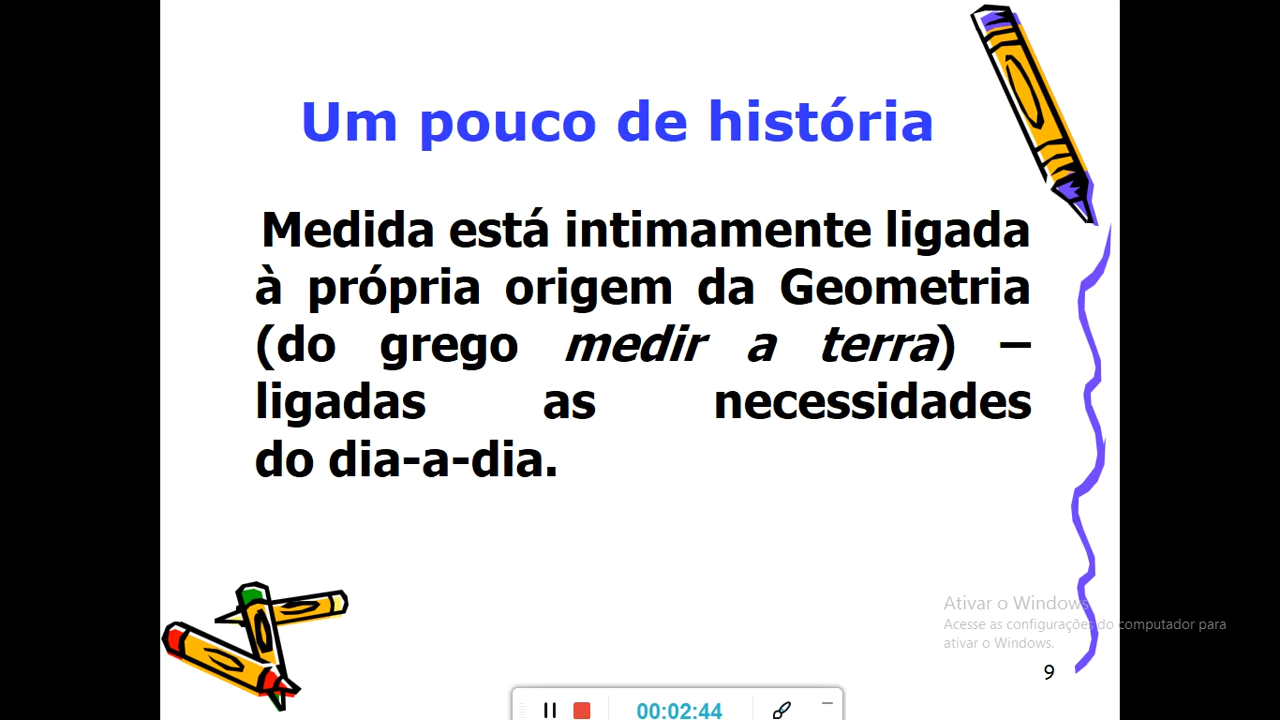 Um pouco de história
Medida está intimamente ligada
à própria origem da Geometria
(do grego medir a terra) –
ligadas as necessidades
do dia-a-dia.
Ativar o Windows
Acesse as configurações do computador para
ativar o Windows.
9
00:02:44